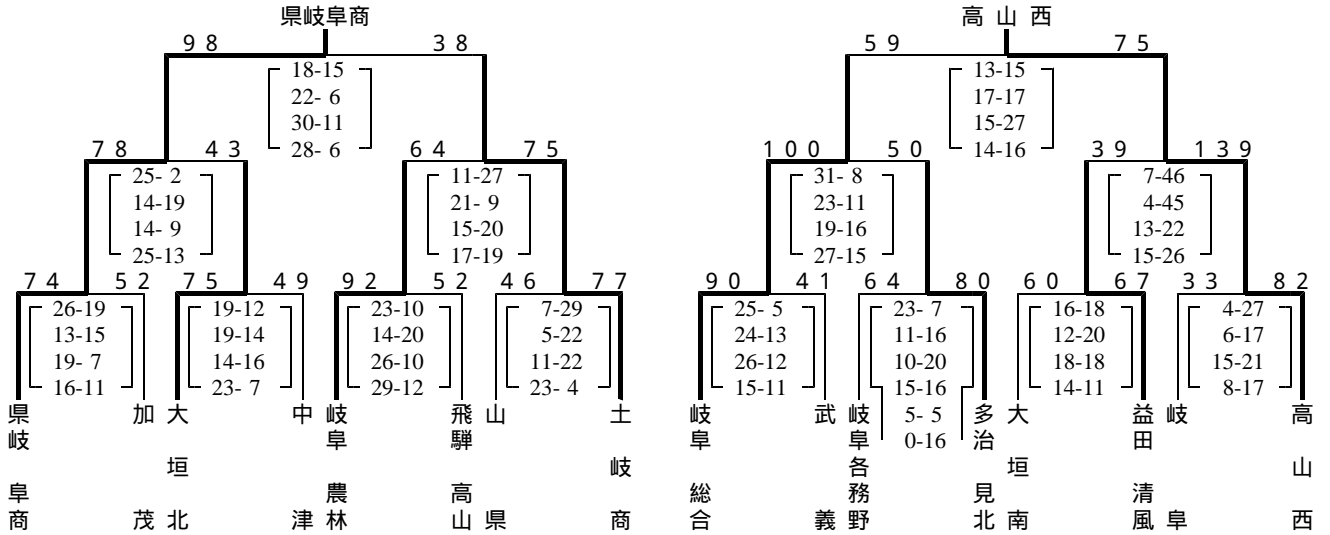 県岐阜商 高山西
98 38 59 75
18-15 13-15
22- 6 17-17
30-11 15-27
28- 6 14-16
78 43 64 75 100 50 39 139
25- 2 11-27 31- 8 7-46
14-19 21- 9 23-11 4-45
14- 9 15-20 19-16 13-22
25-13 17-19 27-15 15-26
74 52 75 49 92 52 46 77 90 41 64 80 60 67 33 82
26-19 19-12 23-10 7-29 25- 5 23- 7 16-18 4-27
13-15 19-14 14-20 5-22 24-13 11-16 12-20 6-17
19- 7 14-16 26-10 11-22 26-12 10-20 18-18 15-21
16-11 23- 7 29-12 23- 4 15-11 15-16 14-11 8-17
5- 5
0-16
県岐阜商
加茂
大垣北
中津
岐阜農林
飛騨高山
山県
土岐商
岐阜総合
武義
岐阜各務野
多治見北
大垣南
益田清風
岐阜
高山西